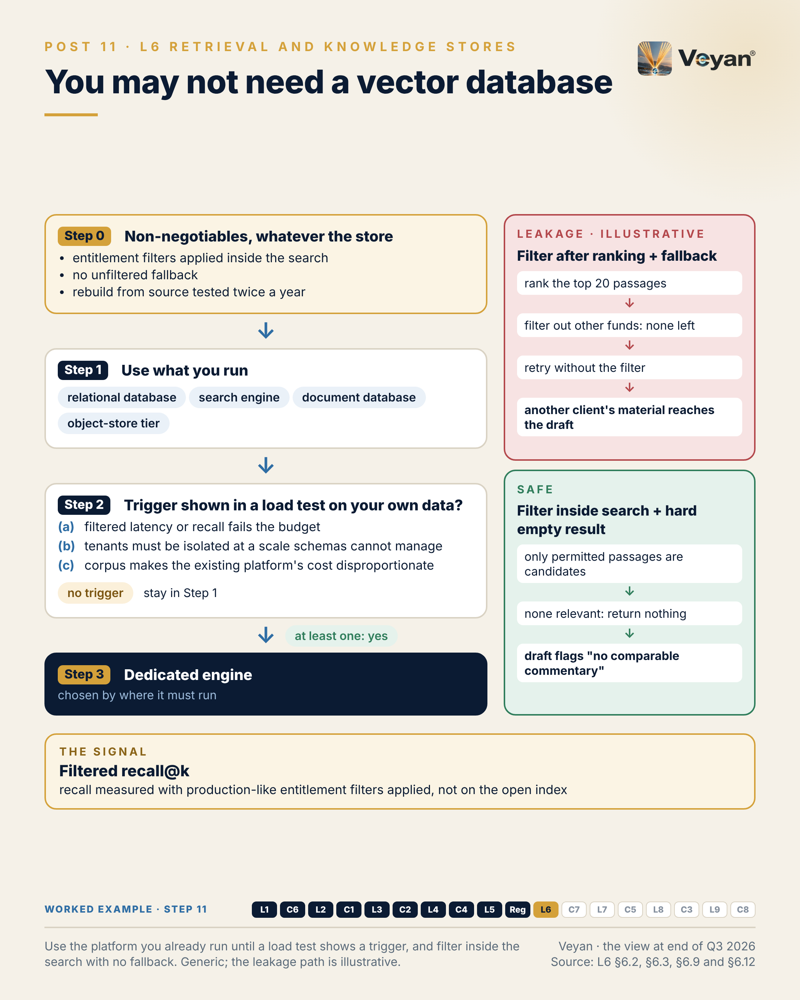 POST 11 · L6 RETRIEVAL AND KNOWLEDGE STORES
You may not need a vector database
Veyan®
Step 0 Non-negotiables, whatever the store
• entitlement filters applied inside the search
• no unfiltered fallback
• rebuild from source tested twice a year
↓
Step 1 Use what you run
relational database search engine document database
object-store tier
↓
Step 2 Trigger shown in a load test on your own data?
(a) filtered latency or recall fails the budget
(b) tenants must be isolated at a scale schemas cannot manage
(c) corpus makes the existing platform's cost disproportionate
no trigger stay in Step 1
↓ at least one: yes
Step 3 Dedicated engine
chosen by where it must run
LEAKAGE · ILLUSTRATIVE
Filter after ranking + fallback
rank the top 20 passages
↓
filter out other funds: none left
↓
retry without the filter
↓
another client's material reaches
the draft
SAFE
Filter inside search + hard
empty result
only permitted passages are
candidates
↓
none relevant: return nothing
↓
draft flags "no comparable
commentary"
THE SIGNAL
Filtered recall@k
recall measured with production-like entitlement filters applied, not on the open index
WORKED EXAMPLE · STEP 11
L1 C6 L2 C1 L3 C2 L4 C4 L5 Reg L6 C7 L7 C5 L8 C3 L9 C8
Use the platform you already run until a load test shows a trigger, and filter inside the
search with no fallback. Generic; the leakage path is illustrative.
Veyan · the view at end of Q3 2026
Source: L6 §6.2, §6.3, §6.9 and §6.12